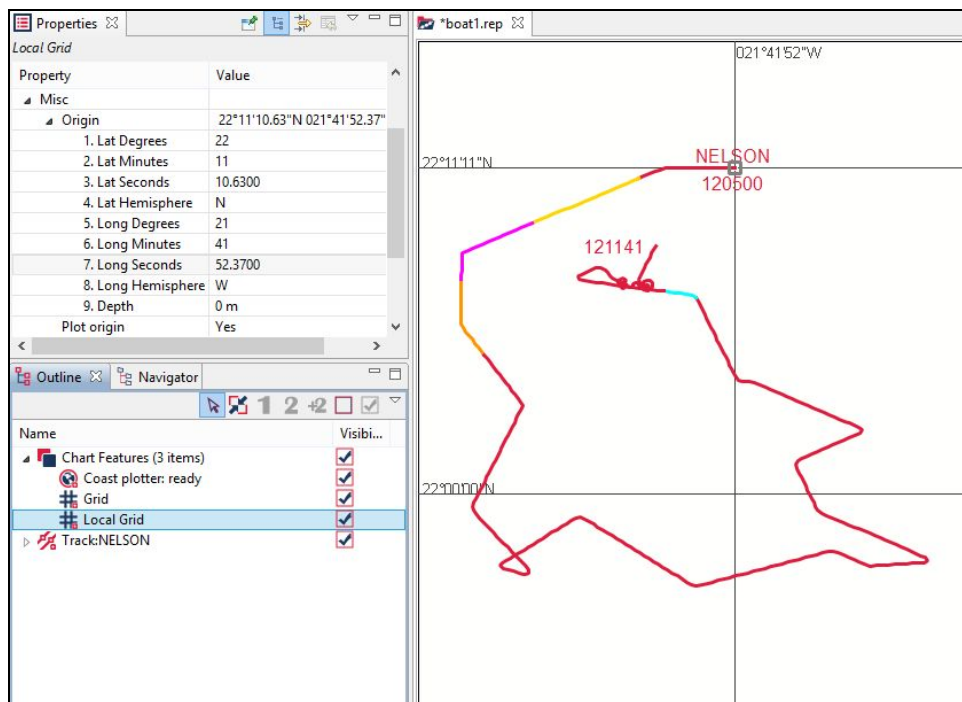 Properties
Local Grid
Property Value
Misc
Origin 22°11'10.63"N 021°41'52.37"
1. Lat Degrees 22
2. Lat Minutes 11
3. Lat Seconds 10.6300
4. Lat Hemisphere N
5. Long Degrees 21
6. Long Minutes 41
7. Long Seconds 52.3700
8. Long Hemisphere W
9. Depth 0 m
Plot origin Yes
Outline Navigator
1 2 +2
Name Visibi...
Chart Features (3 items)
Coast plotter: ready
Grid
Local Grid
Track:NELSON
*boat1.rep
021°41'52"W
22°11'11"N
NELSON
120500
121141
22°00'00"N